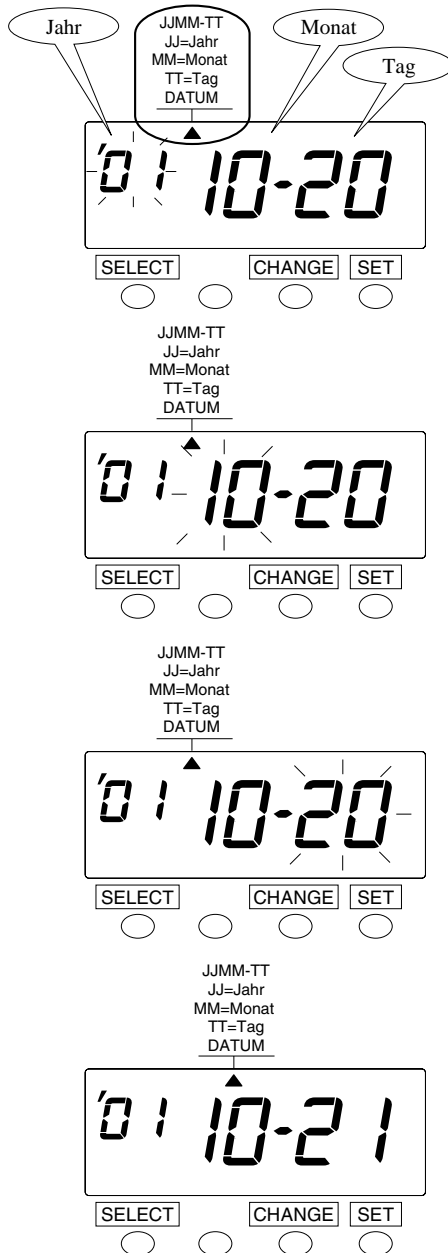 Jahr
JJMM-TT
JJ=Jahr
MM=Monat
TT=Tag
DATUM
Monat
Tag
'01 10-20
SELECT CHANGE SET
JJMM-TT
JJ=Jahr
MM=Monat
TT=Tag
DATUM
'01 10-20
SELECT CHANGE SET
JJMM-TT
JJ=Jahr
MM=Monat
TT=Tag
DATUM
'01 10-20
SELECT CHANGE SET
JJMM-TT
JJ=Jahr
MM=Monat
TT=Tag
DATUM
'01 10-21
SELECT CHANGE SET